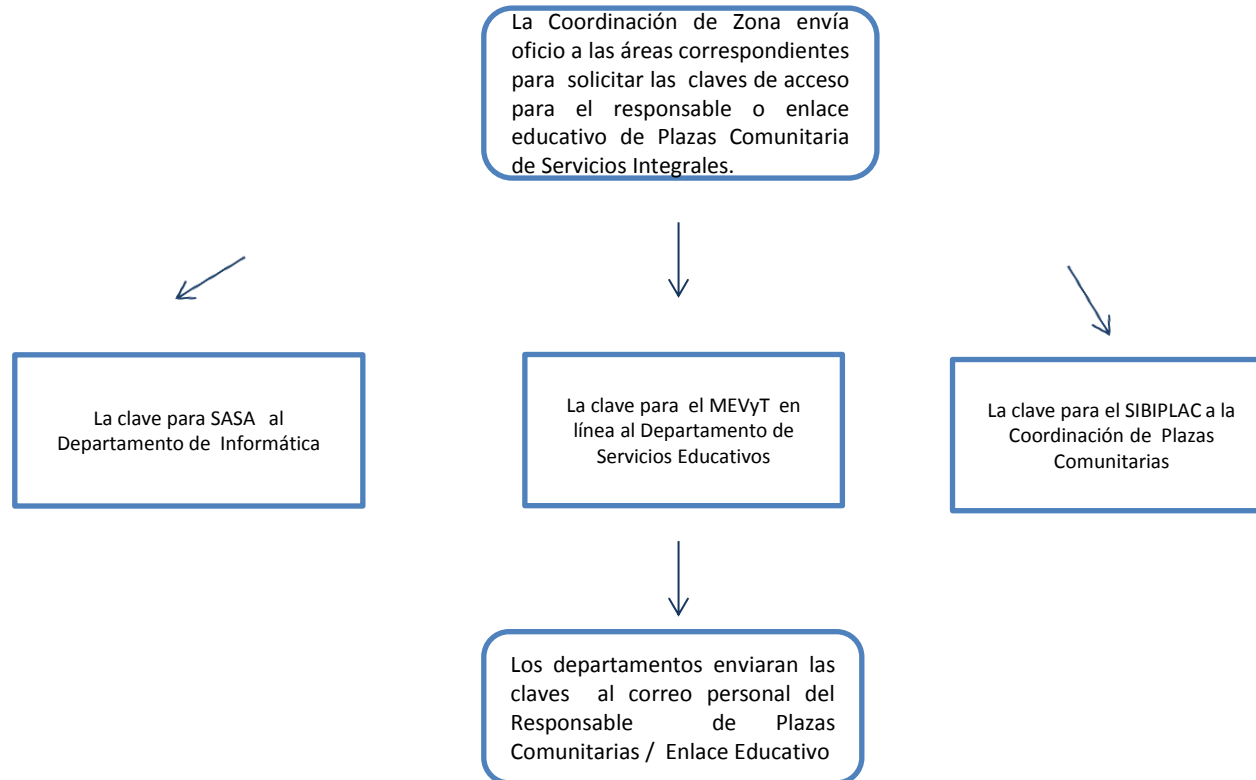 La Coordinación de Zona envía
oficio a las áreas correspondientes
para solicitar las claves de acceso
para el responsable o enlace
educativo de Plazas Comunitaria
de Servicios Integrales.
La clave para SASA al
Departamento de Informática
La clave para el MEVyT en
línea al Departamento de
Servicios Educativos
La clave para el SIBIPLAC a la
Coordinación de Plazas
Comunitarias
Los departamentos enviaran las
claves al correo personal del
Responsable de Plazas
Comunitarias / Enlace Educativo